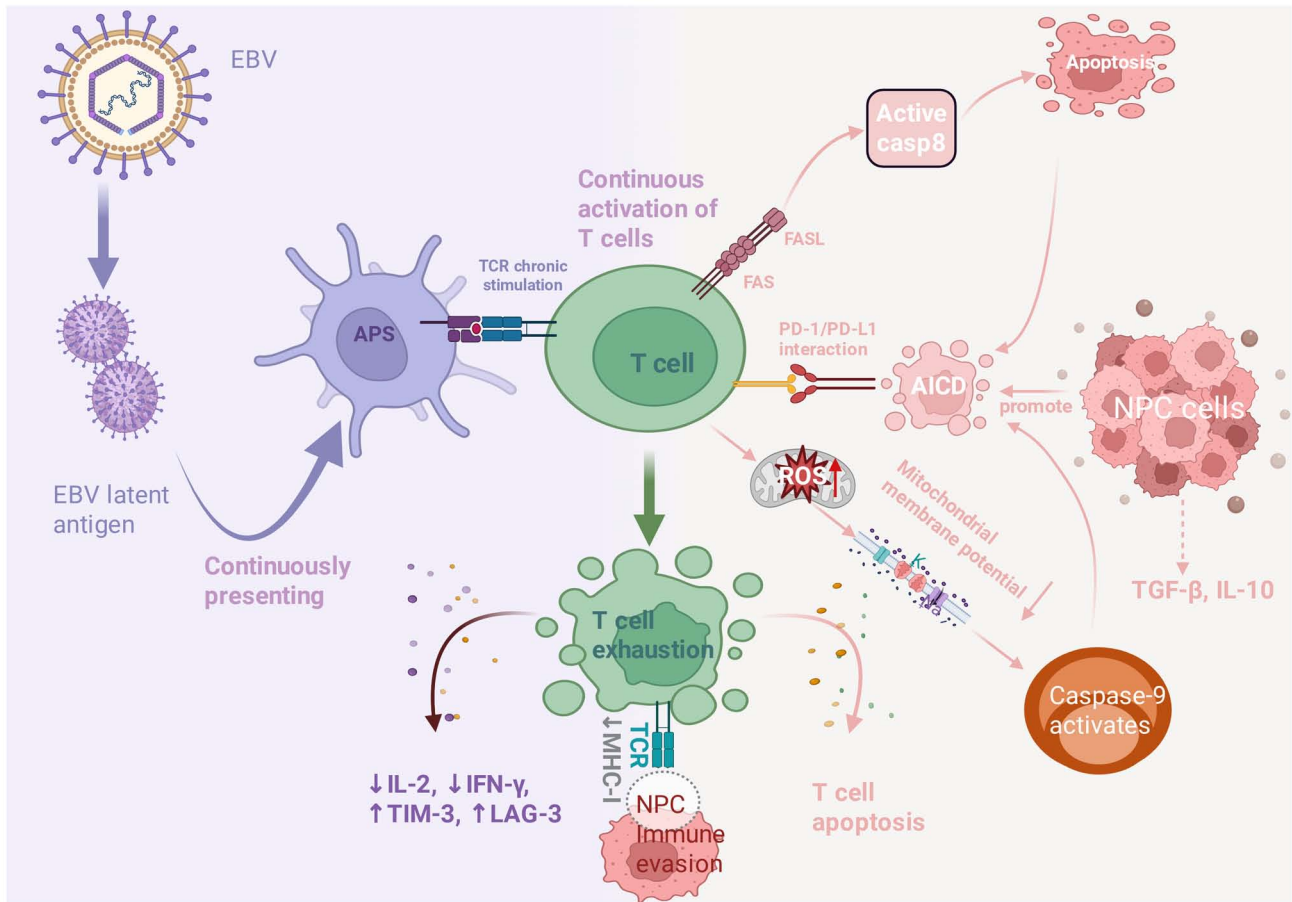 EBV
Continuous
activation of
T cells
Active
casp8
Apoptosis
FASL
FAS
TCR chronic
stimulation
APS
T cell
PD-1/PD-L1
interaction
AICD
promote
NPC cells
EBV latent
antigen
Continuously
presenting
ROS
Mitochondrial
membrane potential
K
TGF-β, IL-10
T cell
exhaustion
Caspase-9
activates
↓MHC-I
TCR
↓IL-2, ↓IFN-γ,
↑TIM-3, ↑LAG-3
NPC
Immune
evasion
T cell
apoptosis